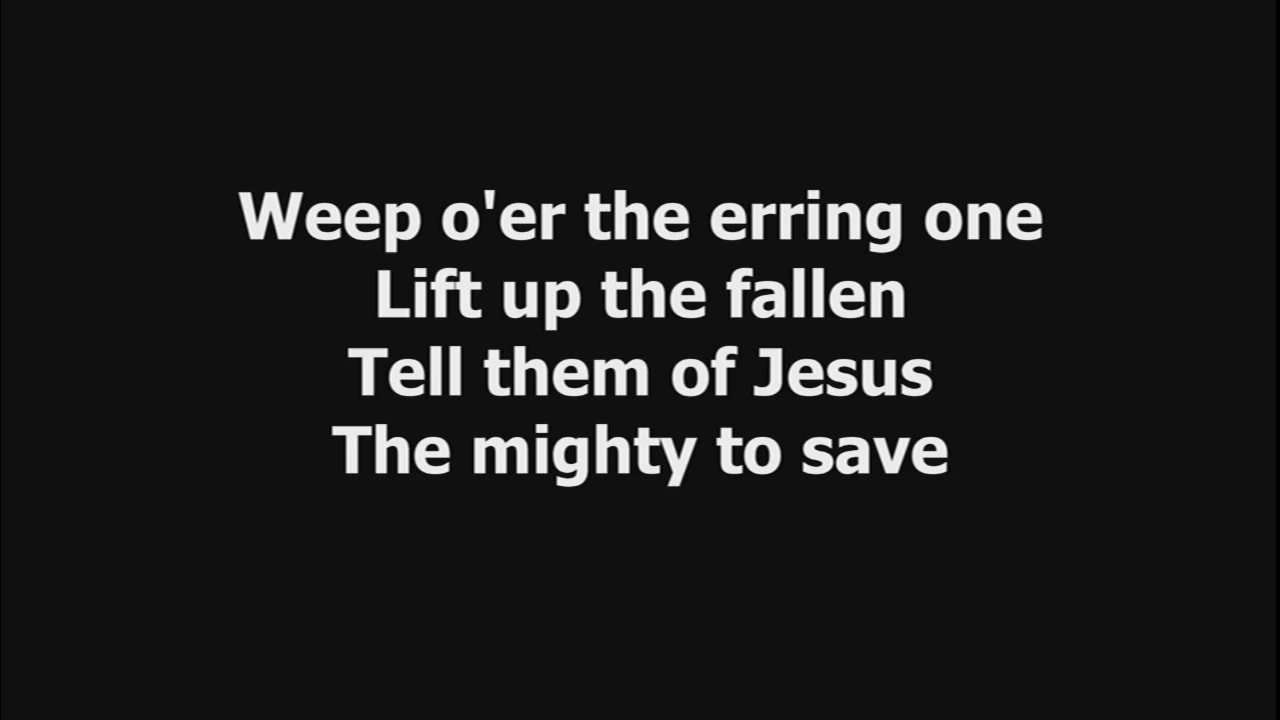 Weep o'er the erring one
Lift up the fallen
Tell them of Jesus
The mighty to save